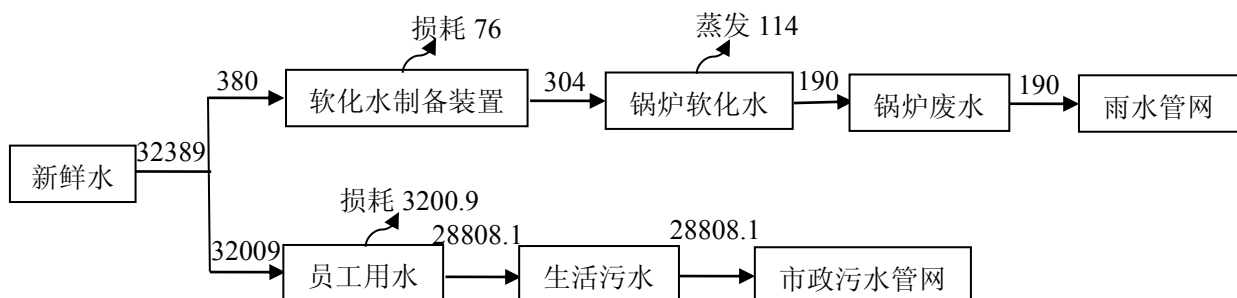 损耗 76
蒸发 114
380
软化水制备装置
304
锅炉软化水
190
锅炉废水
190
雨水管网
新鲜水
32389
损耗 3200.9
32009
员工用水
28808.1
生活污水
28808.1
市政污水管网